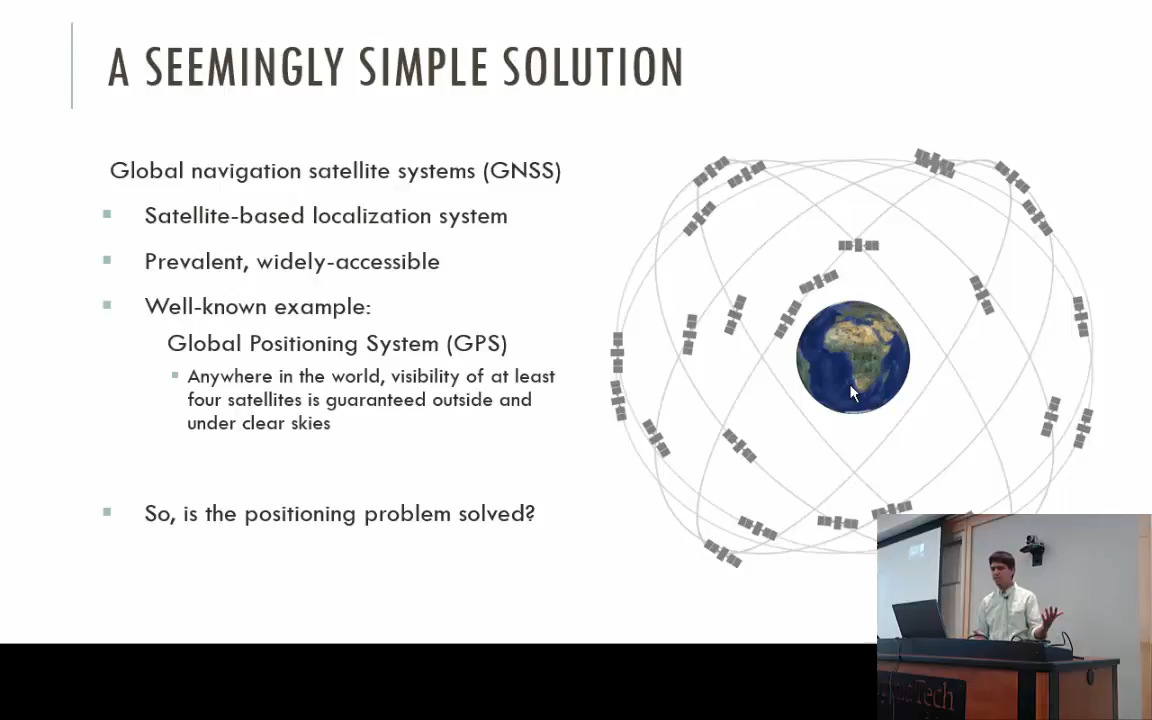 A SEEMINGLY SIMPLE SOLUTION
Global navigation satellite systems (GNSS)
Satellite-based localization system
Prevalent, widely-accessible
Well-known example:
Global Positioning System (GPS)
Anywhere in the world, visibility of at least
four satellites is guaranteed outside and
under clear skies
So, is the positioning problem solved?
Tech